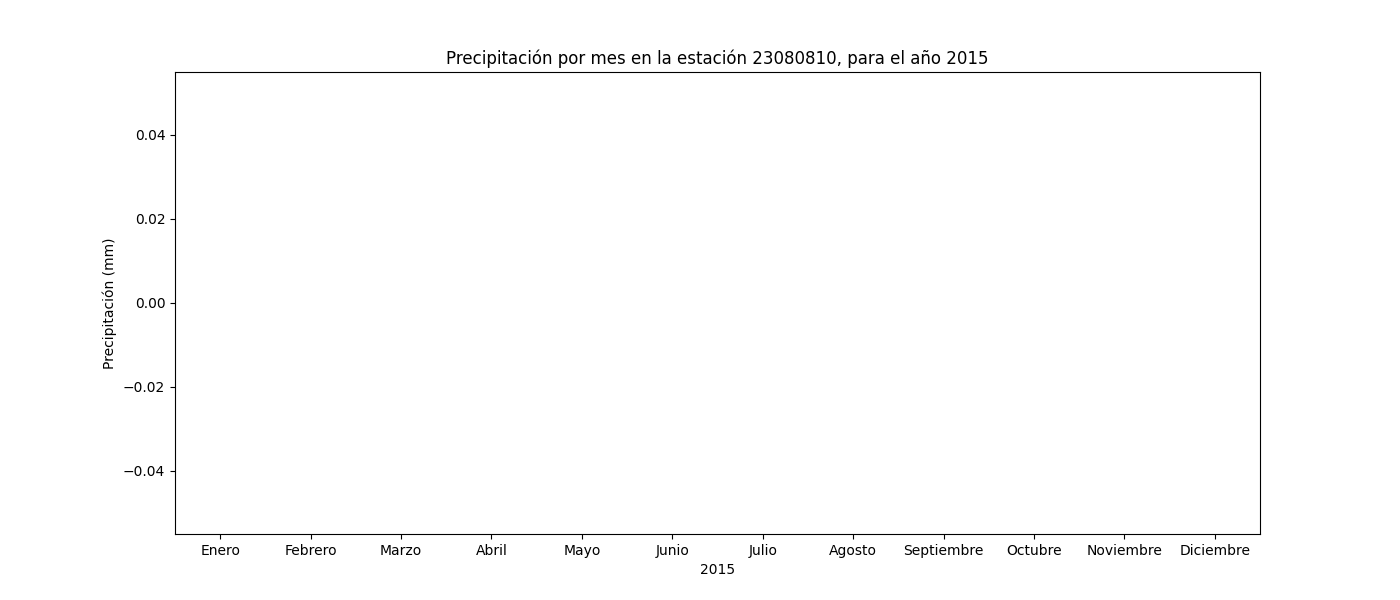 Precipitación por mes en la estación 23080810, para el año 2015
0.04
0.02
0.00
−0.02
−0.04
Precipitación (mm)
Enero Febrero Marzo Abril Mayo Junio Julio Agosto Septiembre Octubre Noviembre Diciembre
2015